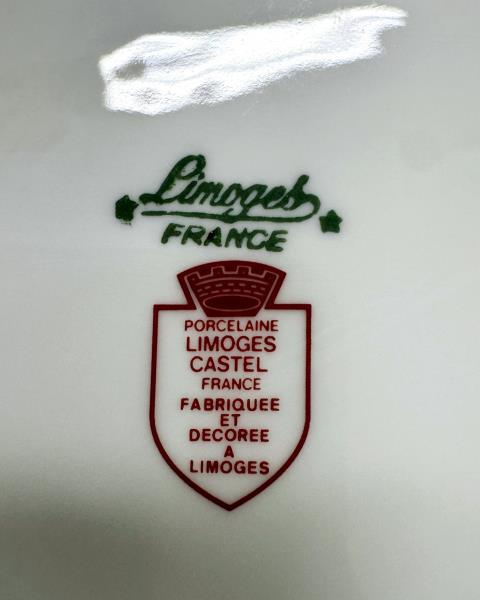 Limoges
FRANCE
PORCELAINE
LIMOGES
CASTEL
FRANCE
FABRIQUEE
ET
DECOREE
A
LIMOGES